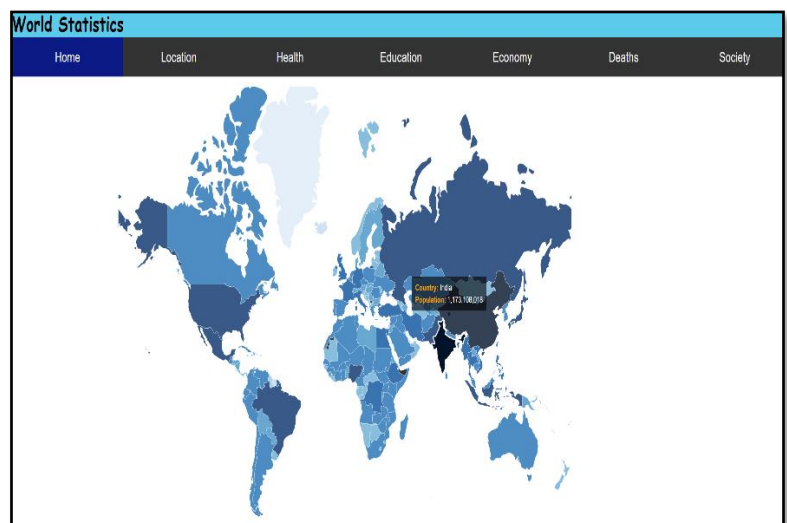 World Statistics
Home Location Health Education Economy Deaths Society
Country: India
Population: 1,173,108,018